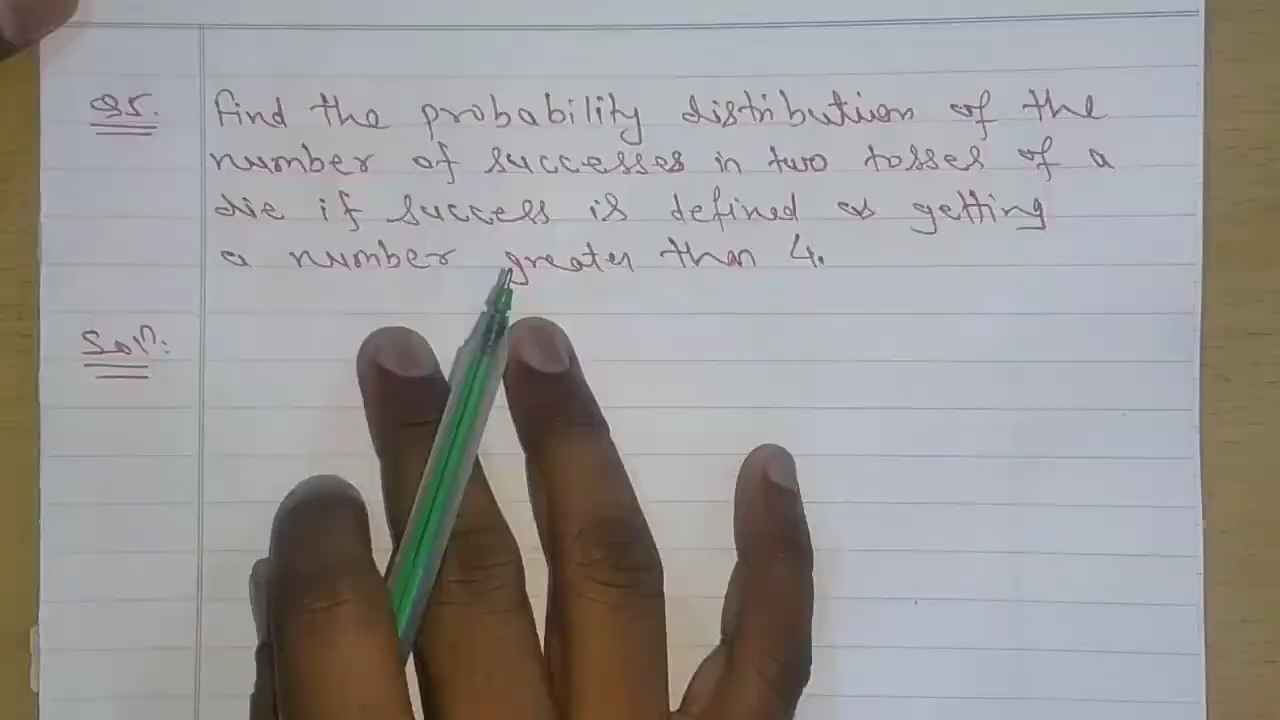 Q5. Find the probability distribution of the
number of successes in two tosses of a
die if success is defined as getting
a number greater than 4.
Solⁿ: